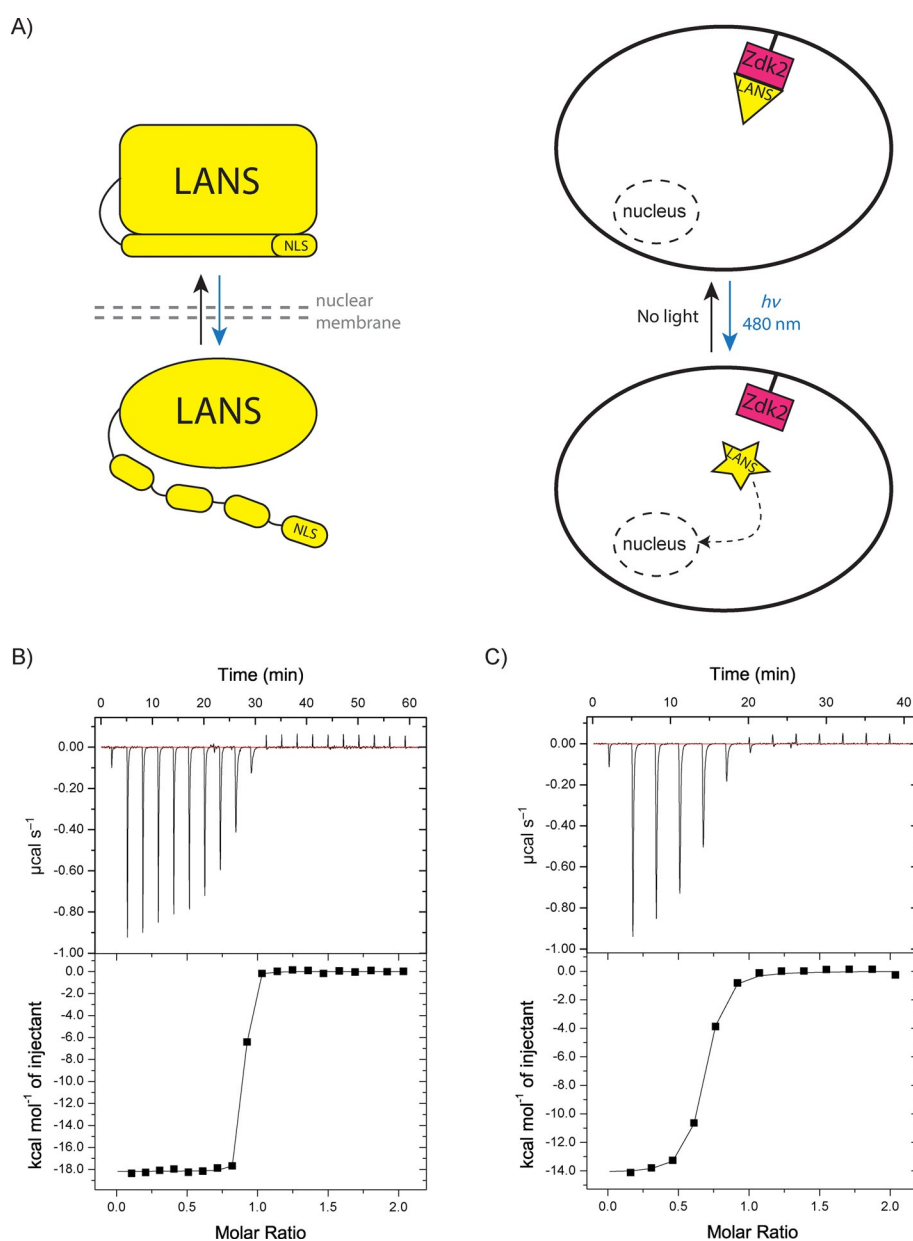 A)
LANS
NLS
nuclear
membrane
LANS
NLS
Zdk2
LANS
nucleus
No light
hν
480 nm
Zdk2
LANS
nucleus
B)
Time (min)
0 10 20 30 40 50 60
0.00
-0.20
-0.40
-0.60
-0.80
-1.00
µcal s⁻¹
0.0
-2.0
-4.0
-6.0
-8.0
-10.0
-12.0
-14.0
-16.0
-18.0
kcal mol⁻¹ of injectant
0.0 0.5 1.0 1.5 2.0
Molar Ratio
C)
Time (min)
0 10 20 30 40
0.00
-0.20
-0.40
-0.60
-0.80
-1.00
µcal s⁻¹
0.0
-2.0
-4.0
-6.0
-8.0
-10.0
-12.0
-14.0
kcal mol⁻¹ of injectant
0.0 0.5 1.0 1.5 2.0
Molar Ratio